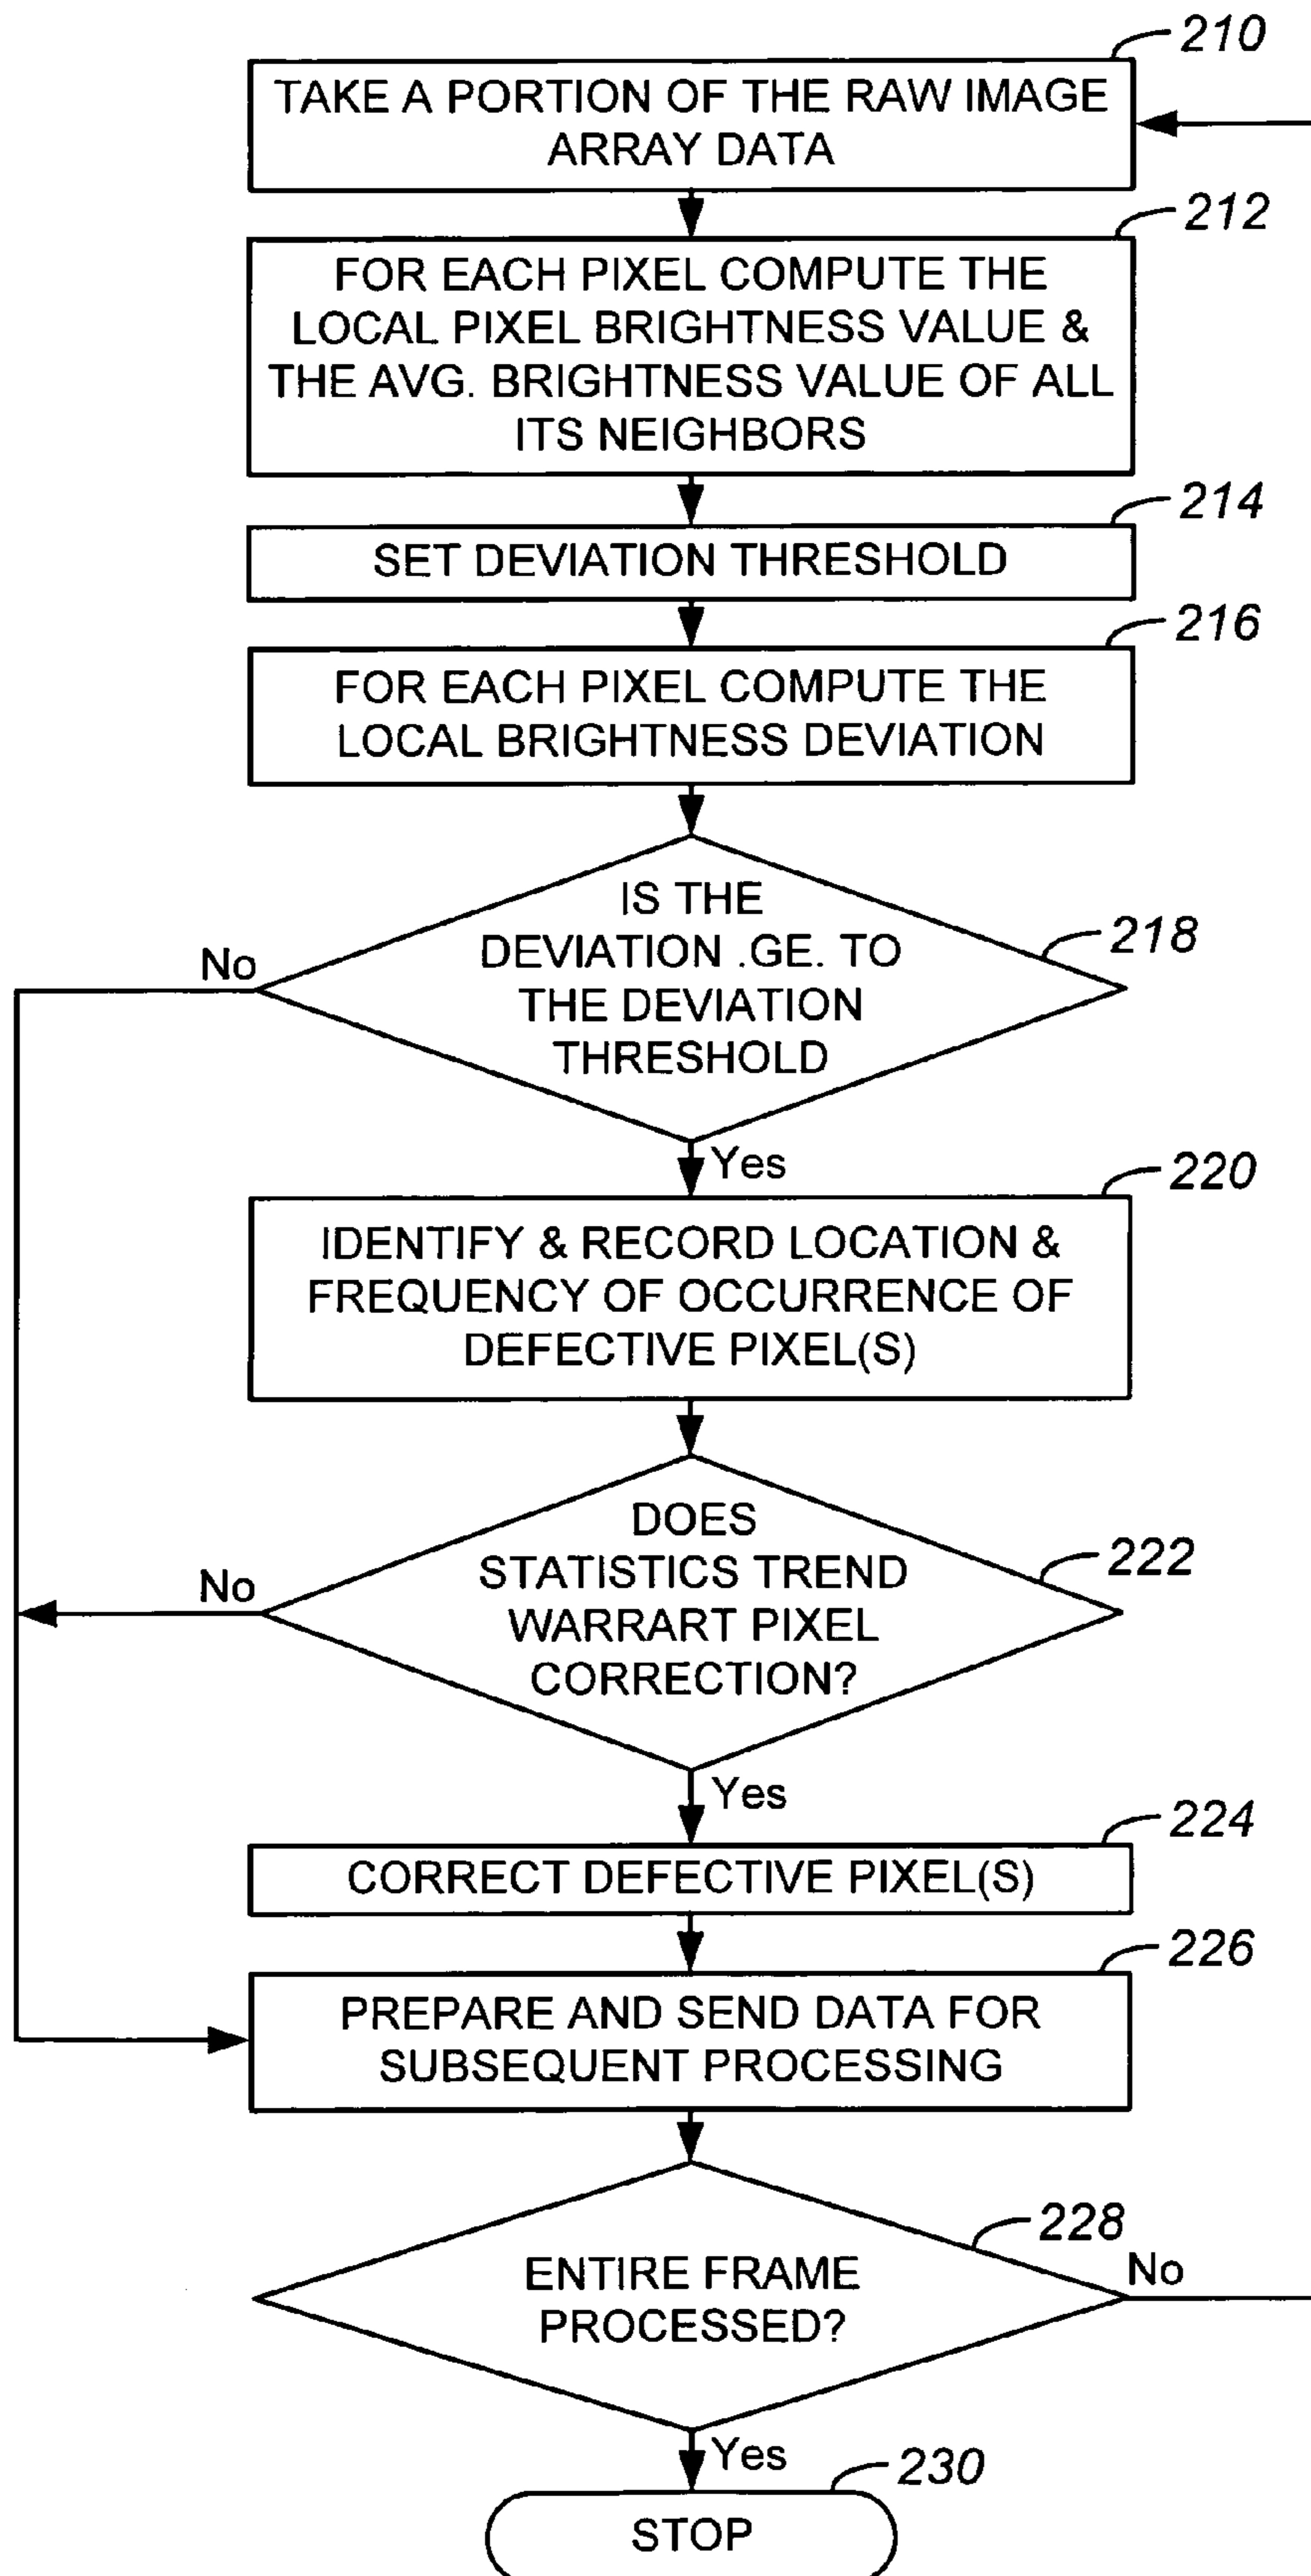 210
TAKE A PORTION OF THE RAW IMAGE
ARRAY DATA
212
FOR EACH PIXEL COMPUTE THE
LOCAL PIXEL BRIGHTNESS VALUE &
THE AVG. BRIGHTNESS VALUE OF ALL
ITS NEIGHBORS
214
SET DEVIATION THRESHOLD
216
FOR EACH PIXEL COMPUTE THE
LOCAL BRIGHTNESS DEVIATION
IS THE
DEVIATION .GE. TO
THE DEVIATION
THRESHOLD
218
No
Yes
220
IDENTIFY & RECORD LOCATION &
FREQUENCY OF OCCURRENCE OF
DEFECTIVE PIXEL(S)
DOES
STATISTICS TREND
WARRART PIXEL
CORRECTION?
222
No
Yes
224
CORRECT DEFECTIVE PIXEL(S)
226
PREPARE AND SEND DATA FOR
SUBSEQUENT PROCESSING
228
ENTIRE FRAME
PROCESSED?
No
Yes
230
STOP